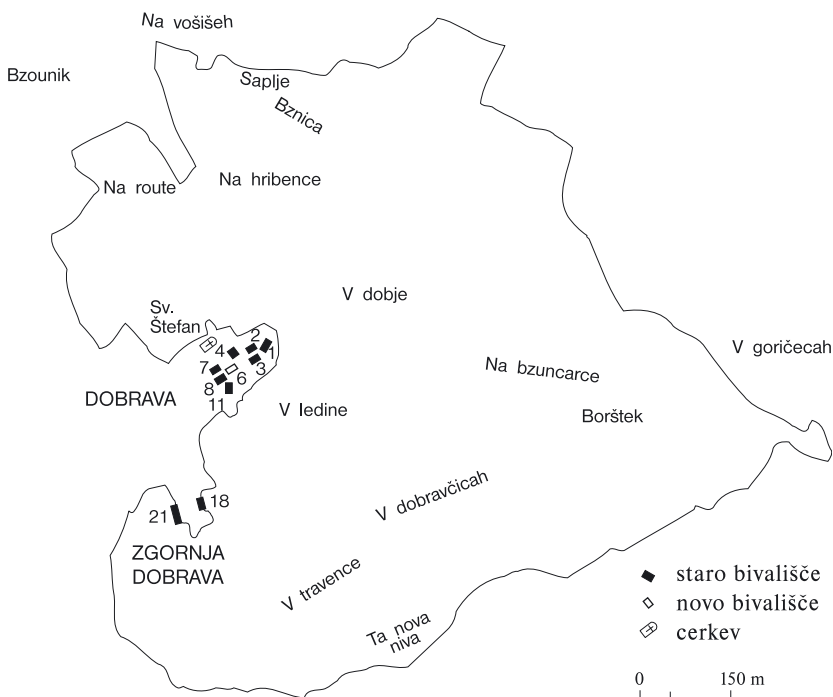 Na vošišeh
Bzounik
Saplje
Bznica
Na route
Na hribence
V dobje
Sv.
Štefan
2
4
1
3
7
6
8
11
V goričecah
Na bzuncarce
DOBRAVA
V ledine
Borštek
V dobravčicah
18
21
ZGORNJA
DOBRAVA
V travence
Ta nova
niva
staro bivališče
novo bivališče
cerkev
0 150 m